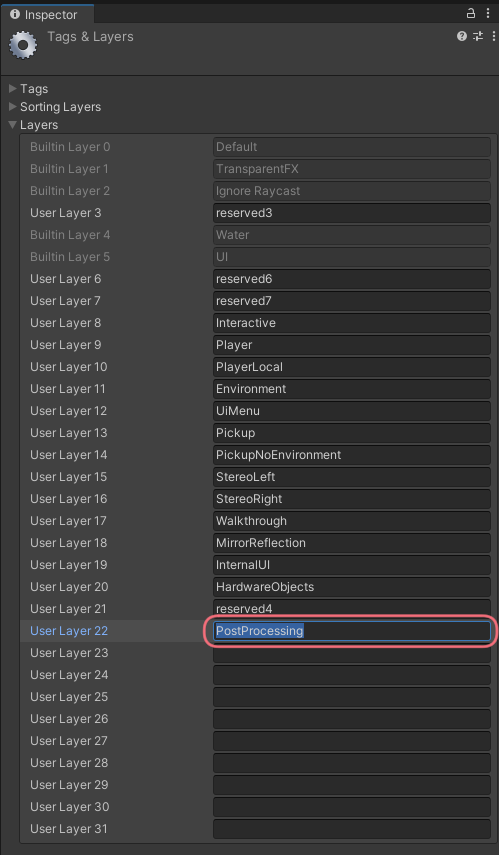 Inspector
Tags & Layers
Tags
Sorting Layers
Layers
Builtin Layer 0 Default
Builtin Layer 1 TransparentFX
Builtin Layer 2 Ignore Raycast
User Layer 3 reserved3
Builtin Layer 4 Water
Builtin Layer 5 UI
User Layer 6 reserved6
User Layer 7 reserved7
User Layer 8 Interactive
User Layer 9 Player
User Layer 10 PlayerLocal
User Layer 11 Environment
User Layer 12 UiMenu
User Layer 13 Pickup
User Layer 14 PickupNoEnvironment
User Layer 15 StereoLeft
User Layer 16 StereoRight
User Layer 17 Walkthrough
User Layer 18 MirrorReflection
User Layer 19 InternalUI
User Layer 20 HardwareObjects
User Layer 21 reserved4
User Layer 22 PostProcessing
User Layer 23
User Layer 24
User Layer 25
User Layer 26
User Layer 27
User Layer 28
User Layer 29
User Layer 30
User Layer 31